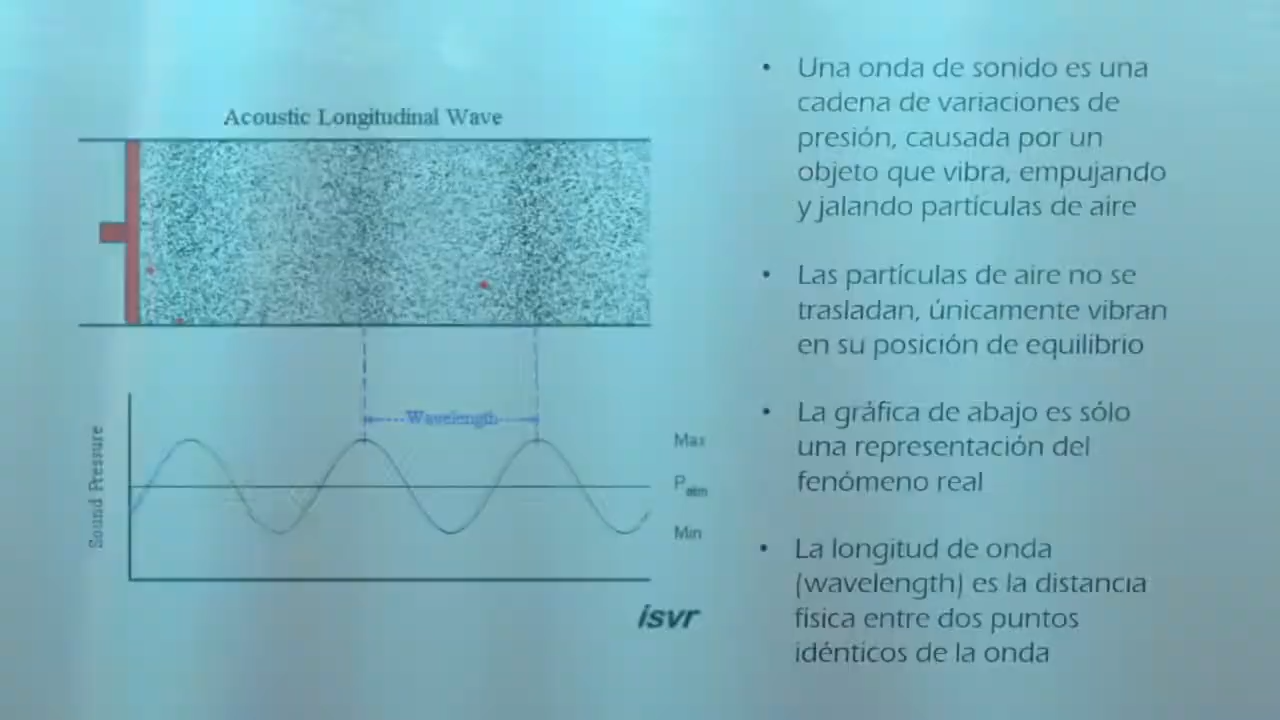 Acoustic Longitudinal Wave
Wavelength
Sound Pressure
Max
Patm
Min
isvr
• Una onda de sonido es una
cadena de variaciones de
presión, causada por un
objeto que vibra, empujando
y jalando partículas de aire
• Las partículas de aire no se
trasladan, únicamente vibran
en su posición de equilibrio
• La gráfica de abajo es sólo
una representación del
fenómeno real
• La longitud de onda
(wavelength) es la distancia
física entre dos puntos
idénticos de la onda